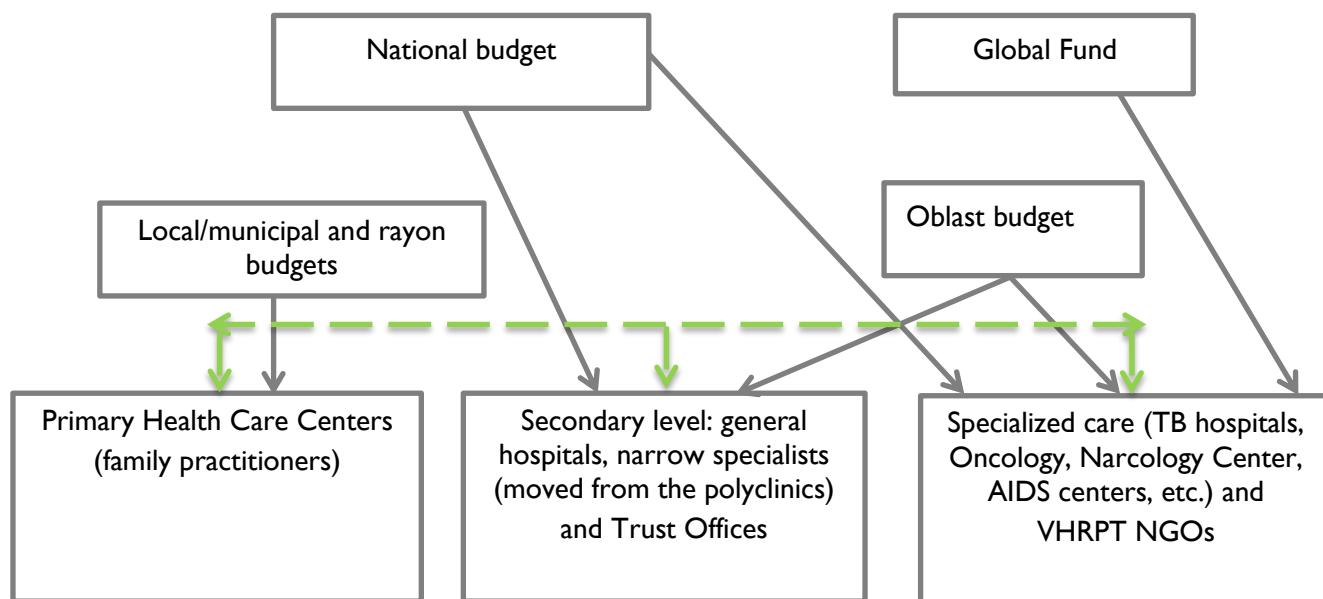 National budget
Global Fund
Local/municipal and rayon
budgets
Oblast budget
Primary Health Care Centers
(family practitioners)
Secondary level: general
hospitals, narrow specialists
(moved from the polyclinics)
and Trust Offices
Specialized care (TB hospitals,
Oncology, Narcology Center,
AIDS centers, etc.) and
VHRPT NGOs